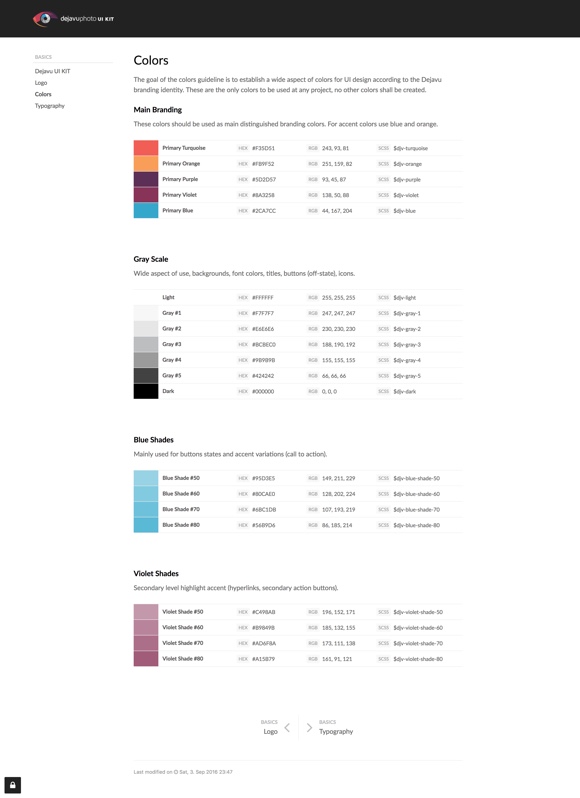 dejavuphoto UI KIT
BASICS
Dejavu UI KIT
Logo
Colors
Typography
Colors
The goal of the colors guideline is to establish a wide aspect of colors for UI design according to the Dejavu
branding identity. These are the only colors to be used at any project, no other colors shall be created.
Main Branding
These colors should be used as main distinguished branding colors. For accent colors use blue and orange.
Primary Turquoise HEX #F35D51 RGB 243, 93, 81 SCSS $djv-turquoise
Primary Orange HEX #FB9F52 RGB 251, 159, 82 SCSS $djv-orange
Primary Purple HEX #5D2D57 RGB 93, 45, 87 SCSS $djv-purple
Primary Violet HEX #8A3258 RGB 138, 50, 88 SCSS $djv-violet
Primary Blue HEX #2CA7CC RGB 44, 167, 204 SCSS $djv-blue
Gray Scale
Wide aspect of use, backgrounds, font colors, titles, buttons (off-state), icons.
Light HEX #FFFFFF RGB 255, 255, 255 SCSS $djv-light
Gray #1 HEX #F7F7F7 RGB 247, 247, 247 SCSS $djv-gray-1
Gray #2 HEX #E6E6E6 RGB 230, 230, 230 SCSS $djv-gray-2
Gray #3 HEX #BCBEC0 RGB 188, 190, 192 SCSS $djv-gray-3
Gray #4 HEX #9B9B9B RGB 155, 155, 155 SCSS $djv-gray-4
Gray #5 HEX #424242 RGB 66, 66, 66 SCSS $djv-gray-5
Dark HEX #000000 RGB 0, 0, 0 SCSS $djv-dark
Blue Shades
Mainly used for buttons states and accent variations (call to action).
Blue Shade #50 HEX #95D3E5 RGB 149, 211, 229 SCSS $djv-blue-shade-50
Blue Shade #60 HEX #80CAE0 RGB 128, 202, 224 SCSS $djv-blue-shade-60
Blue Shade #70 HEX #6BC1DB RGB 107, 193, 219 SCSS $djv-blue-shade-70
Blue Shade #80 HEX #56B9D6 RGB 86, 185, 214 SCSS $djv-blue-shade-80
Violet Shades
Secondary level highlight accent (hyperlinks, secondary action buttons).
Violet Shade #50 HEX #C498AB RGB 196, 152, 171 SCSS $djv-violet-shade-50
Violet Shade #60 HEX #B9849B RGB 185, 132, 155 SCSS $djv-violet-shade-60
Violet Shade #70 HEX #AD6F8A RGB 173, 111, 138 SCSS $djv-violet-shade-70
Violet Shade #80 HEX #A15B79 RGB 161, 91, 121 SCSS $djv-violet-shade-80
BASICS
Logo
BASICS
Typography
Last modified on Sat, 3. Sep 2016 23:47